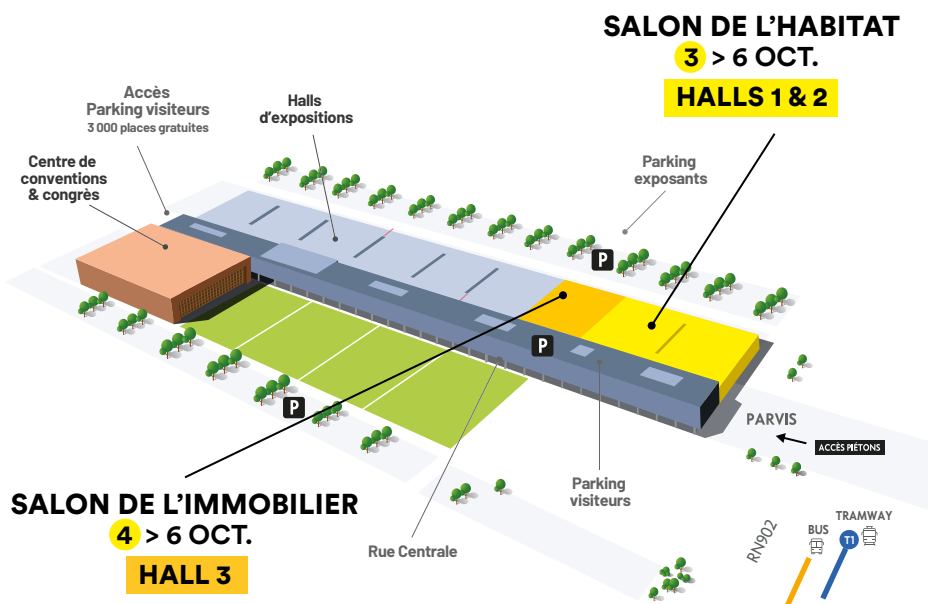 SALON DE L’HABITAT
3 > 6 OCT.
HALLS 1 & 2
Accès
Parking visiteurs
3 000 places gratuites
Halls
d’expositions
Centre de
conventions
& congrès
Parking
exposants
P
P
P
PARVIS
ACCÈS PIÉTONS
SALON DE L’IMMOBILIER
4 > 6 OCT.
HALL 3
Parking
visiteurs
Rue Centrale
RN902
BUS
TRAMWAY
T1